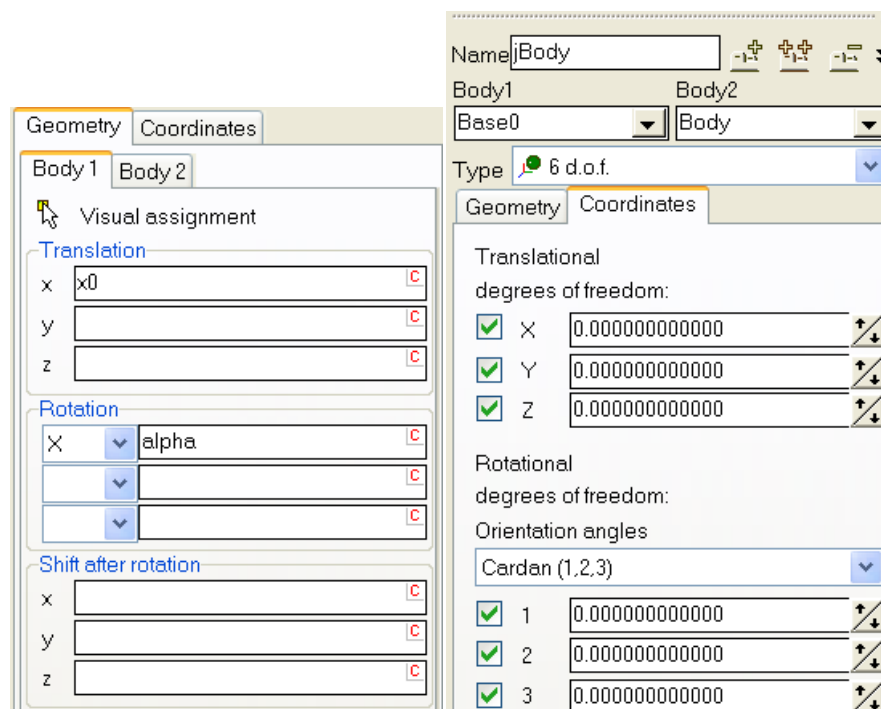 Geometry Coordinates
Body 1 Body 2
Visual assignment
Translation
x x0 C
y C
z C
Rotation
X alpha C
C
C
Shift after rotation
x C
y C
z C
Name jBody
Body1 Body2
Base0 Body
Type 6 d.o.f.
Geometry Coordinates
Translational
degrees of freedom:
X 0.000000000000
Y 0.000000000000
Z 0.000000000000
Rotational
degrees of freedom:
Orientation angles
Cardan (1,2,3)
1 0.000000000000
2 0.000000000000
3 0.000000000000